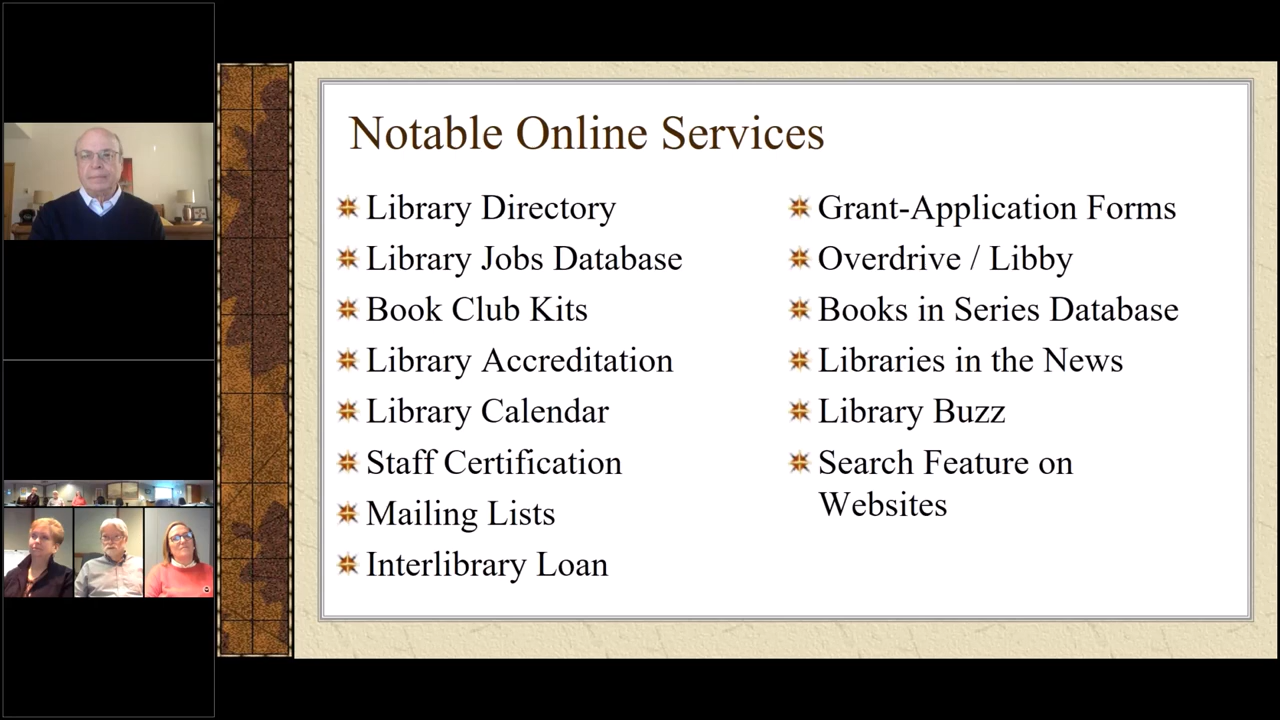 Notable Online Services
Library Directory
Library Jobs Database
Book Club Kits
Library Accreditation
Library Calendar
Staff Certification
Mailing Lists
Interlibrary Loan
Grant-Application Forms
Overdrive / Libby
Books in Series Database
Libraries in the News
Library Buzz
Search Feature on
Websites